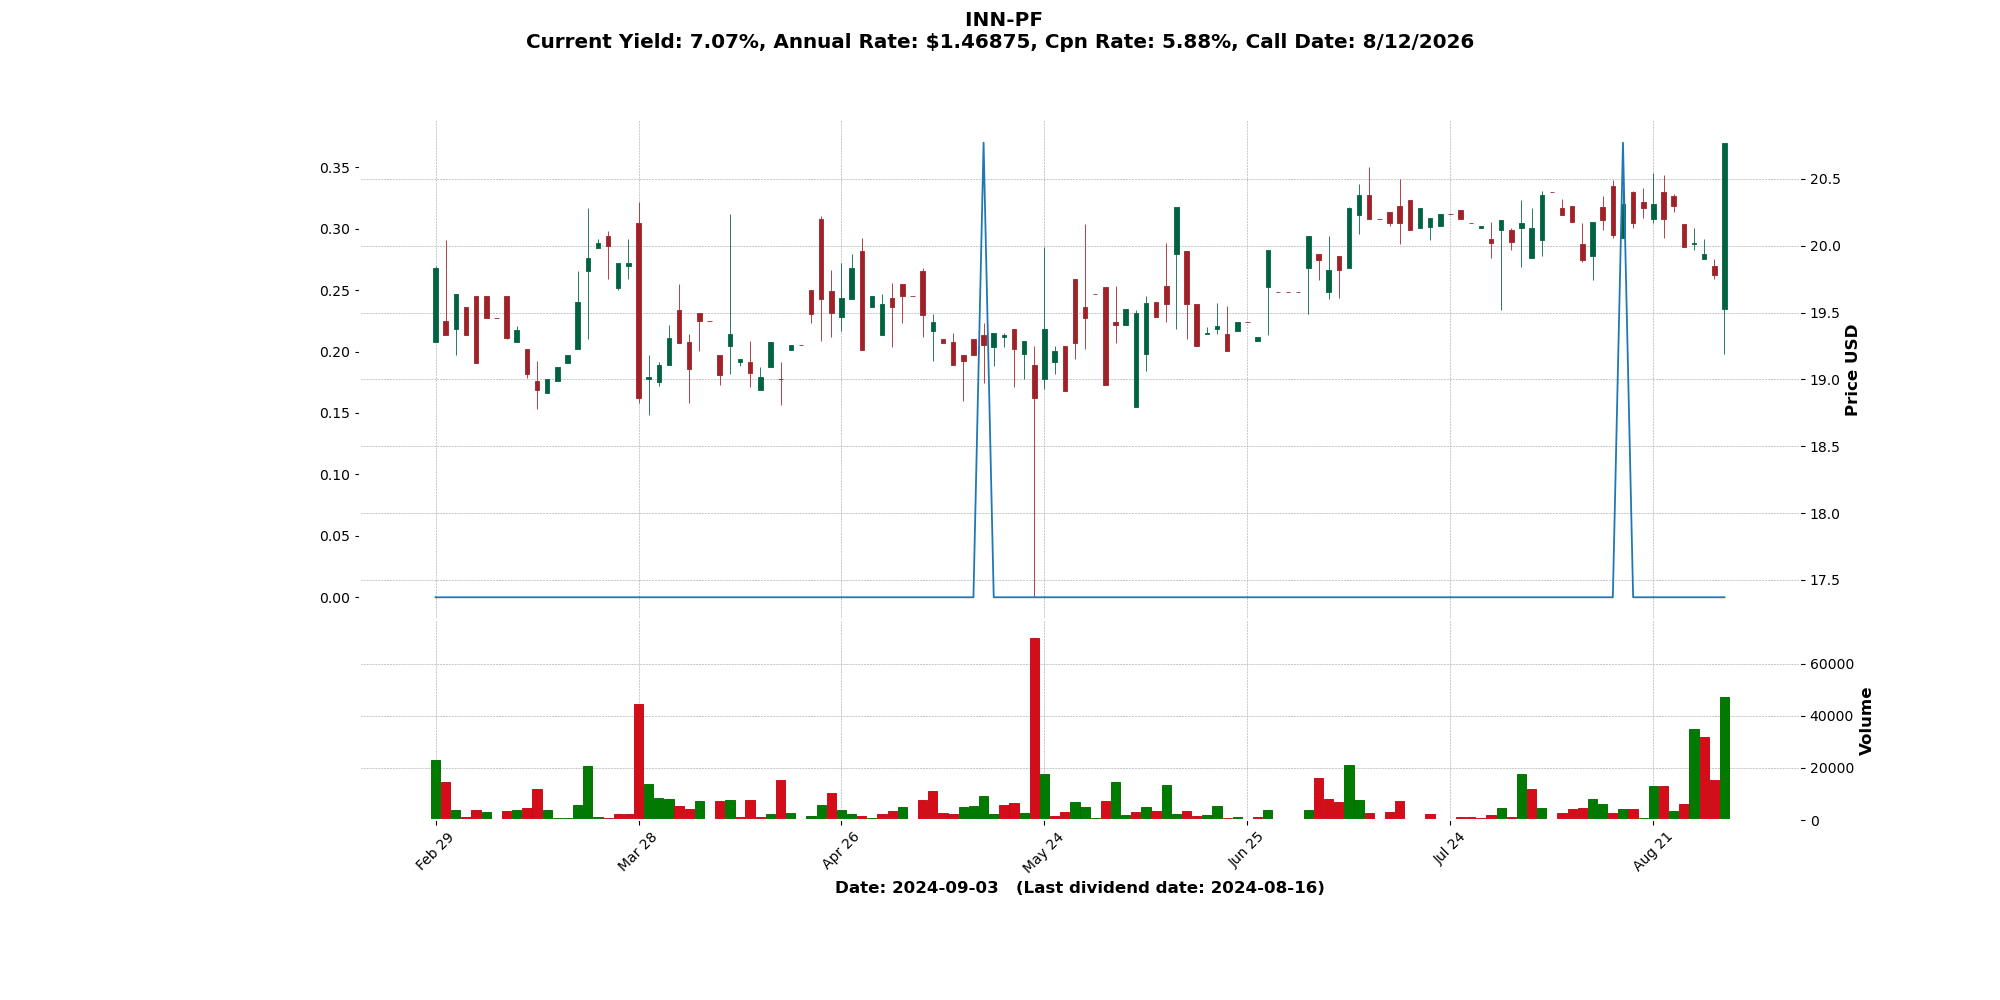 INN-PF
Current Yield: 7.07%, Annual Rate: $1.46875, Cpn Rate: 5.88%, Call Date: 8/12/2026
0.35
0.30
0.25
0.20
0.15
0.10
0.05
0.00
20.5
20.0
19.5
19.0
18.5
18.0
17.5
Price USD
60000
40000
20000
0
Volume
Feb 29
Mar 28
Apr 26
May 24
Jun 25
Jul 24
Aug 21
Date: 2024-09-03 (Last dividend date: 2024-08-16)